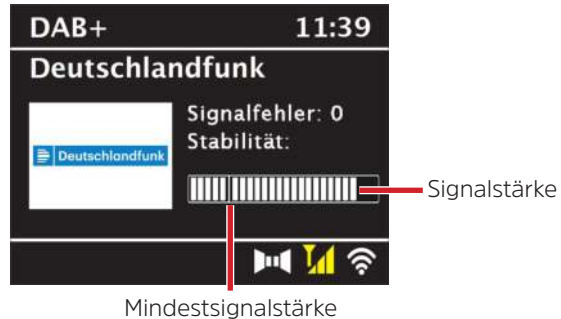 DAB+ 11:39
Deutschlandfunk
Signalfehler: 0
Stabilität:
Deutschlandfunk
Signalstärke
Mindestsignalstärke